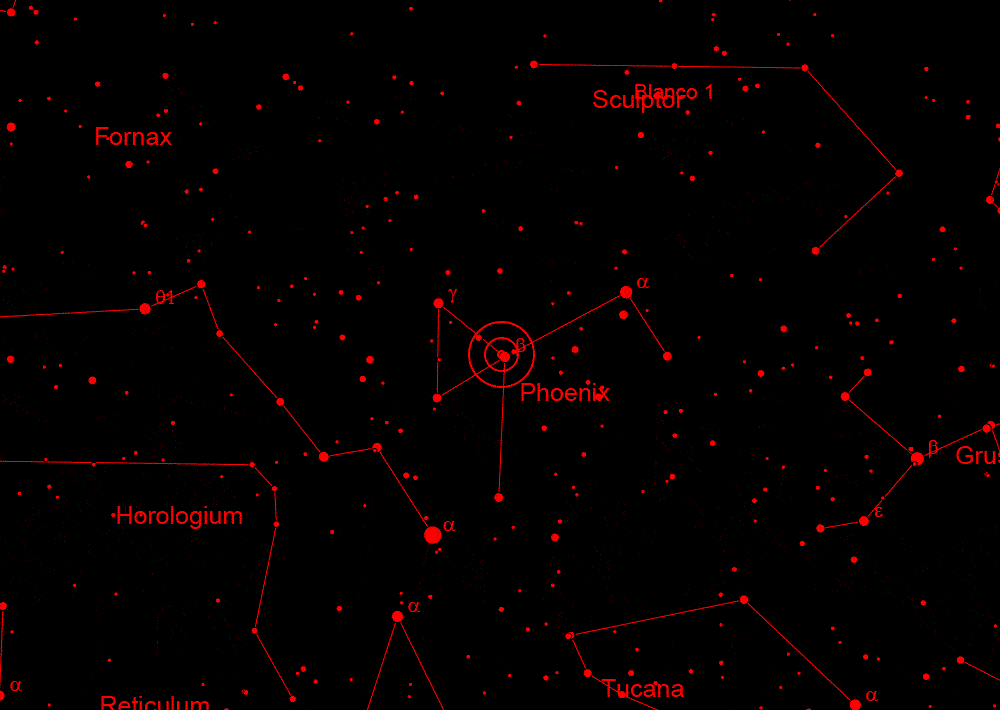 Blanco 1
Sculptor
Fornax
α
γ
θ1
β
Phoenix
β
Grus
ε
Horologium
α
α
α
Tucana
α
Reticulum